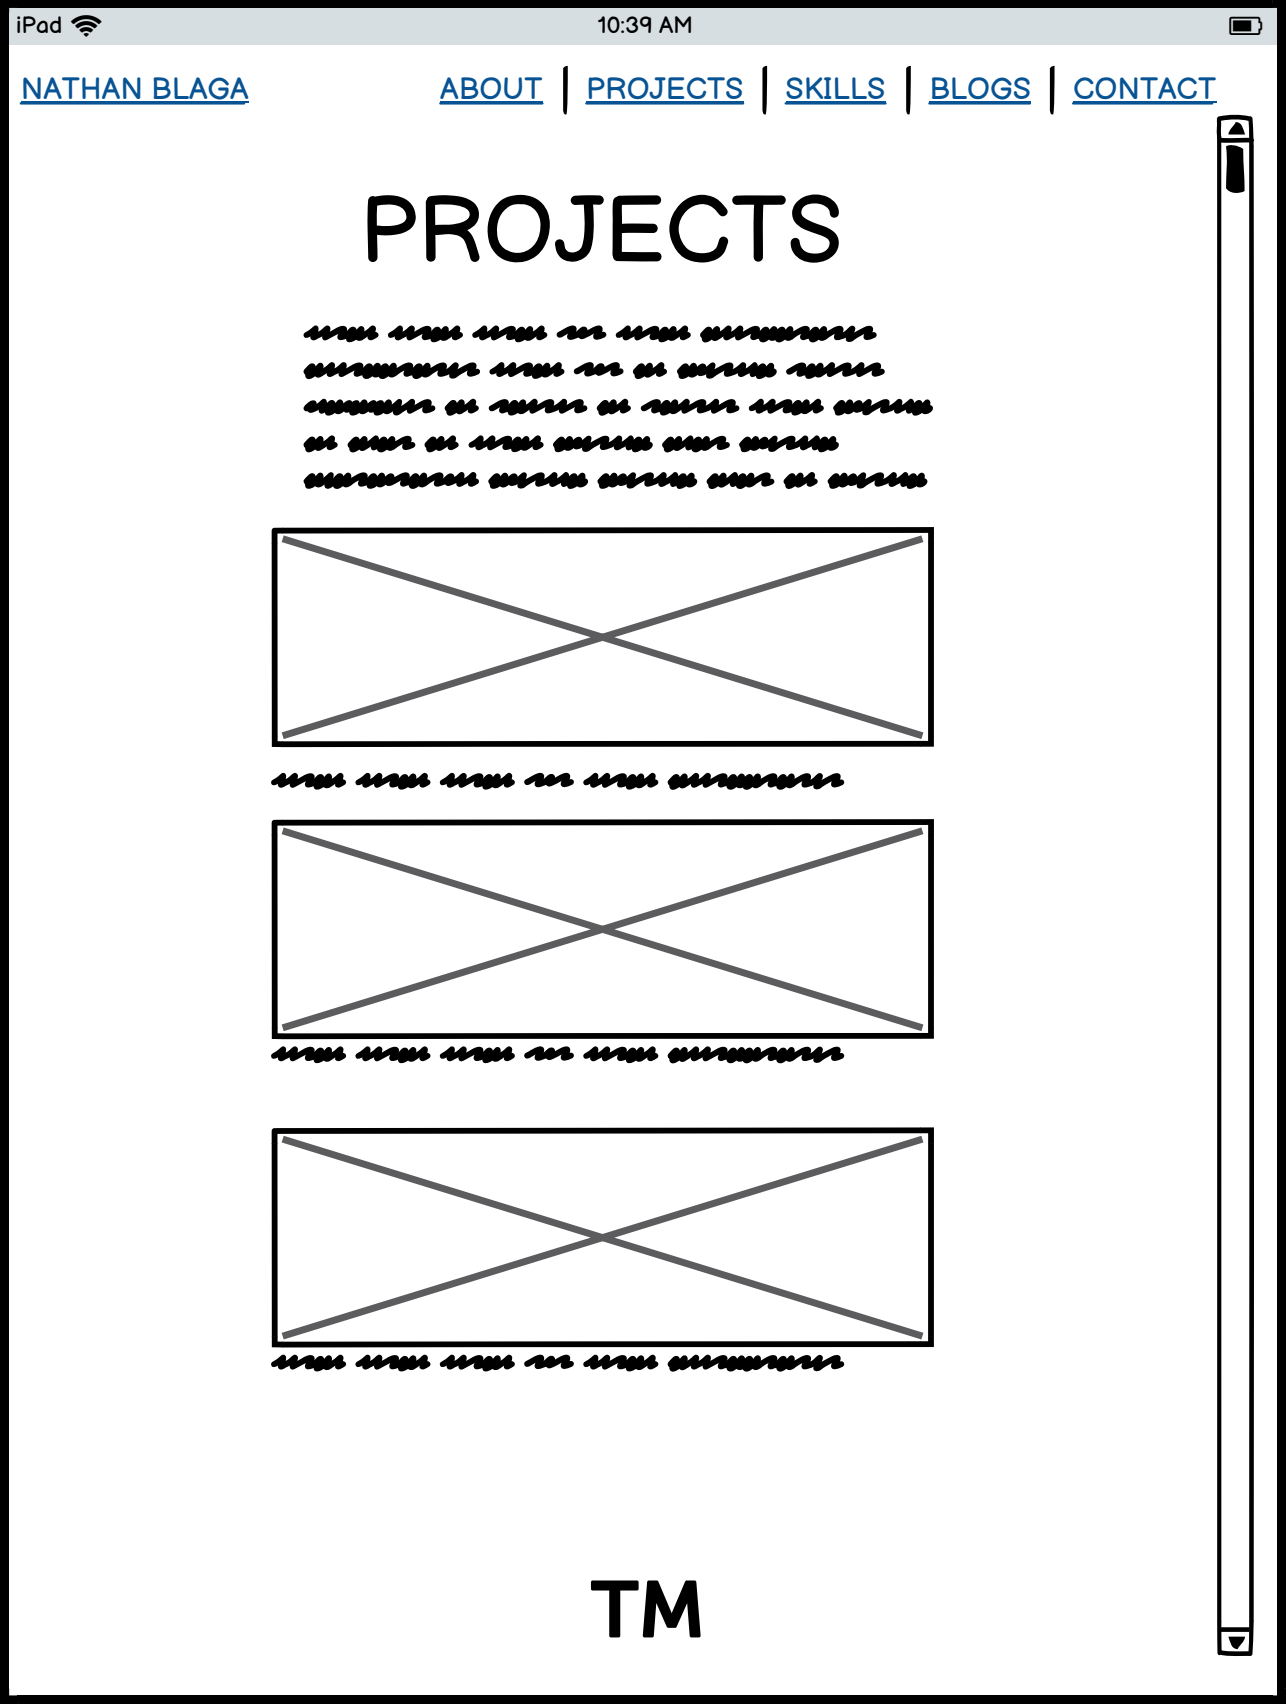 iPad 10:39 AM
NATHAN BLAGA ABOUT PROJECTS SKILLS BLOGS CONTACT
PROJECTS
TM